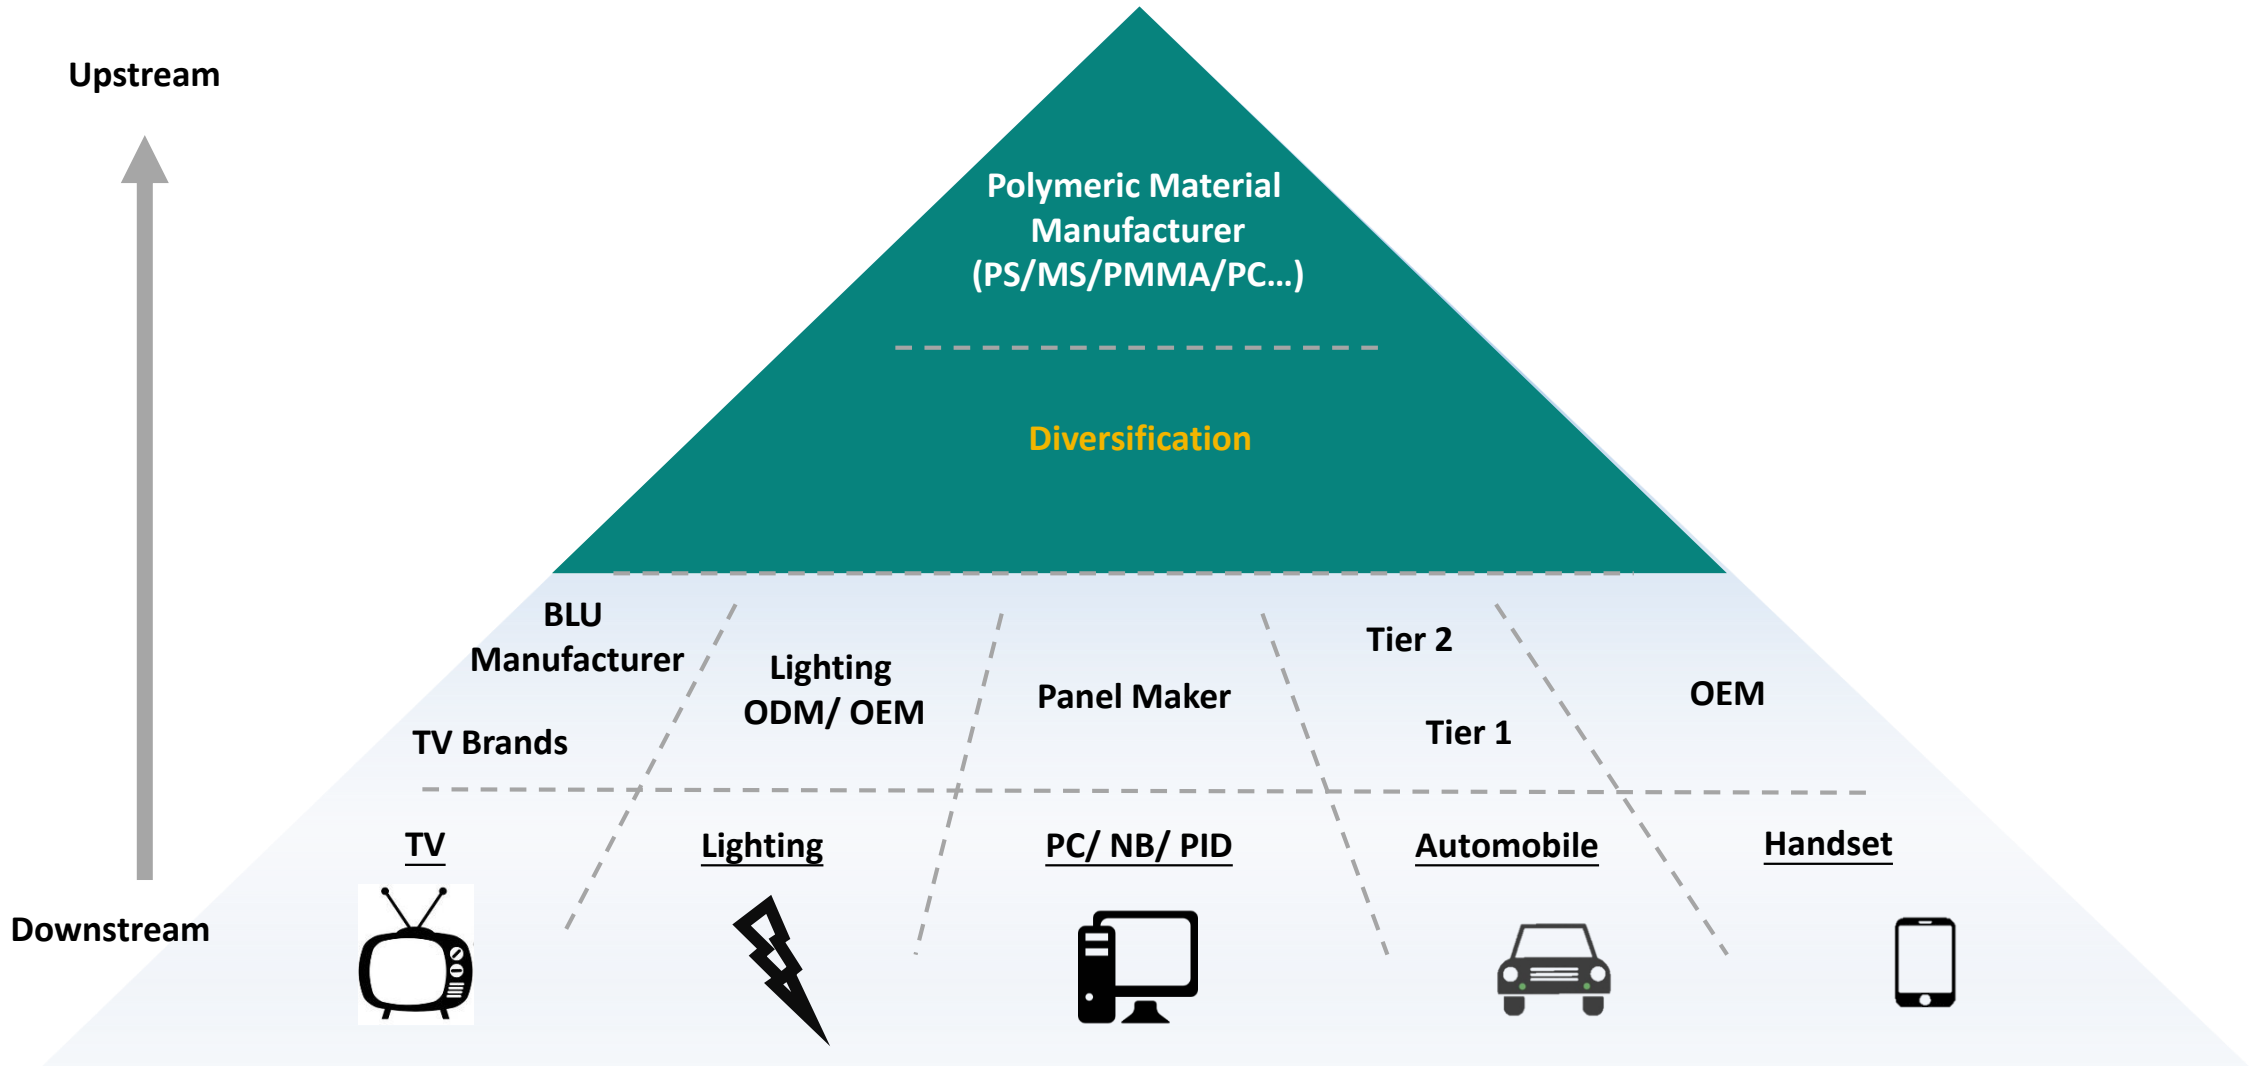 Upstream
Polymeric Material
Manufacturer
(PS/MS/PMMA/PC...)
Diversification
BLU
Manufacturer
TV Brands
Lighting
ODM/ OEM
Panel Maker
Tier 2
Tier 1
OEM
TV
Lighting
PC/ NB/ PID
Automobile
Handset
Downstream